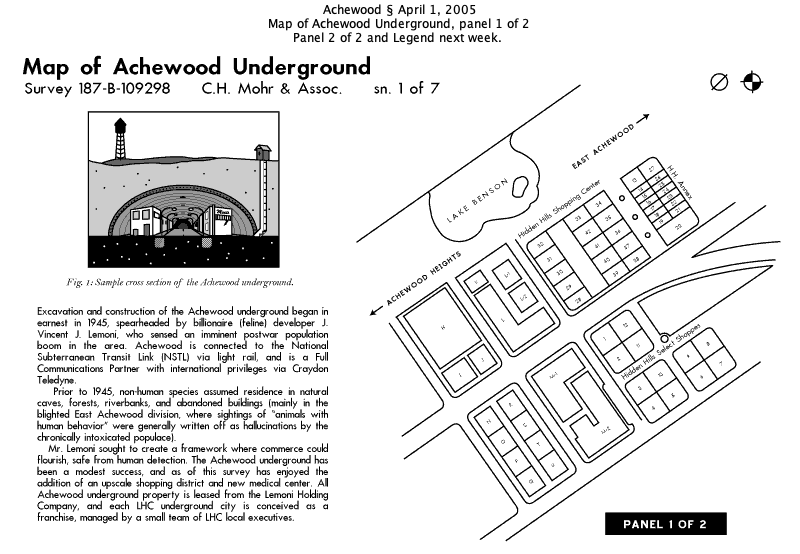 Achewood § April 1, 2005
Map of Achewood Underground, panel 1 of 2
Panel 2 of 2 and Legend next week.
Map of Achewood Underground
Survey 187-B-109298 C.H. Mohr & Assoc. sn. 1 of 7
Fig. 1: Sample cross section of the Achewood underground.
Excavation and construction of the Achewood underground began in
earnest in 1945, spearheaded by billionaire (feline) developer J.
Vincent J. Lemoni, who sensed an imminent postwar population
boom in the area. Achewood is connected to the National
Subterranean Transit Link (NSTL) via light rail, and is a Full
Communications Partner with international privileges via Craydon
Teledyne.
Prior to 1945, non-human species assumed residence in natural
caves, forests, riverbanks, and abandoned buildings (mainly in the
blighted East Achewood division, where sightings of "animals with
human behavior" were generally written off as hallucinations by the
chronically intoxicated populace).
Mr. Lemoni sought to create a framework where commerce could
flourish, safe from human detection. The Achewood underground has
been a modest success, and as of this survey has enjoyed the
addition of an upscale shopping district and new medical center. All
Achewood underground property is leased from the Lemoni Holding
Company, and each LHC underground city is conceived as a
franchise, managed by a small team of LHC local executives.
EAST ACHEWOOD
LAKE BENSON
H.H. Annex
Hidden Hills Shopping Center
ACHEWOOD HEIGHTS
Hidden Hills Select Shoppes
PANEL 1 OF 2